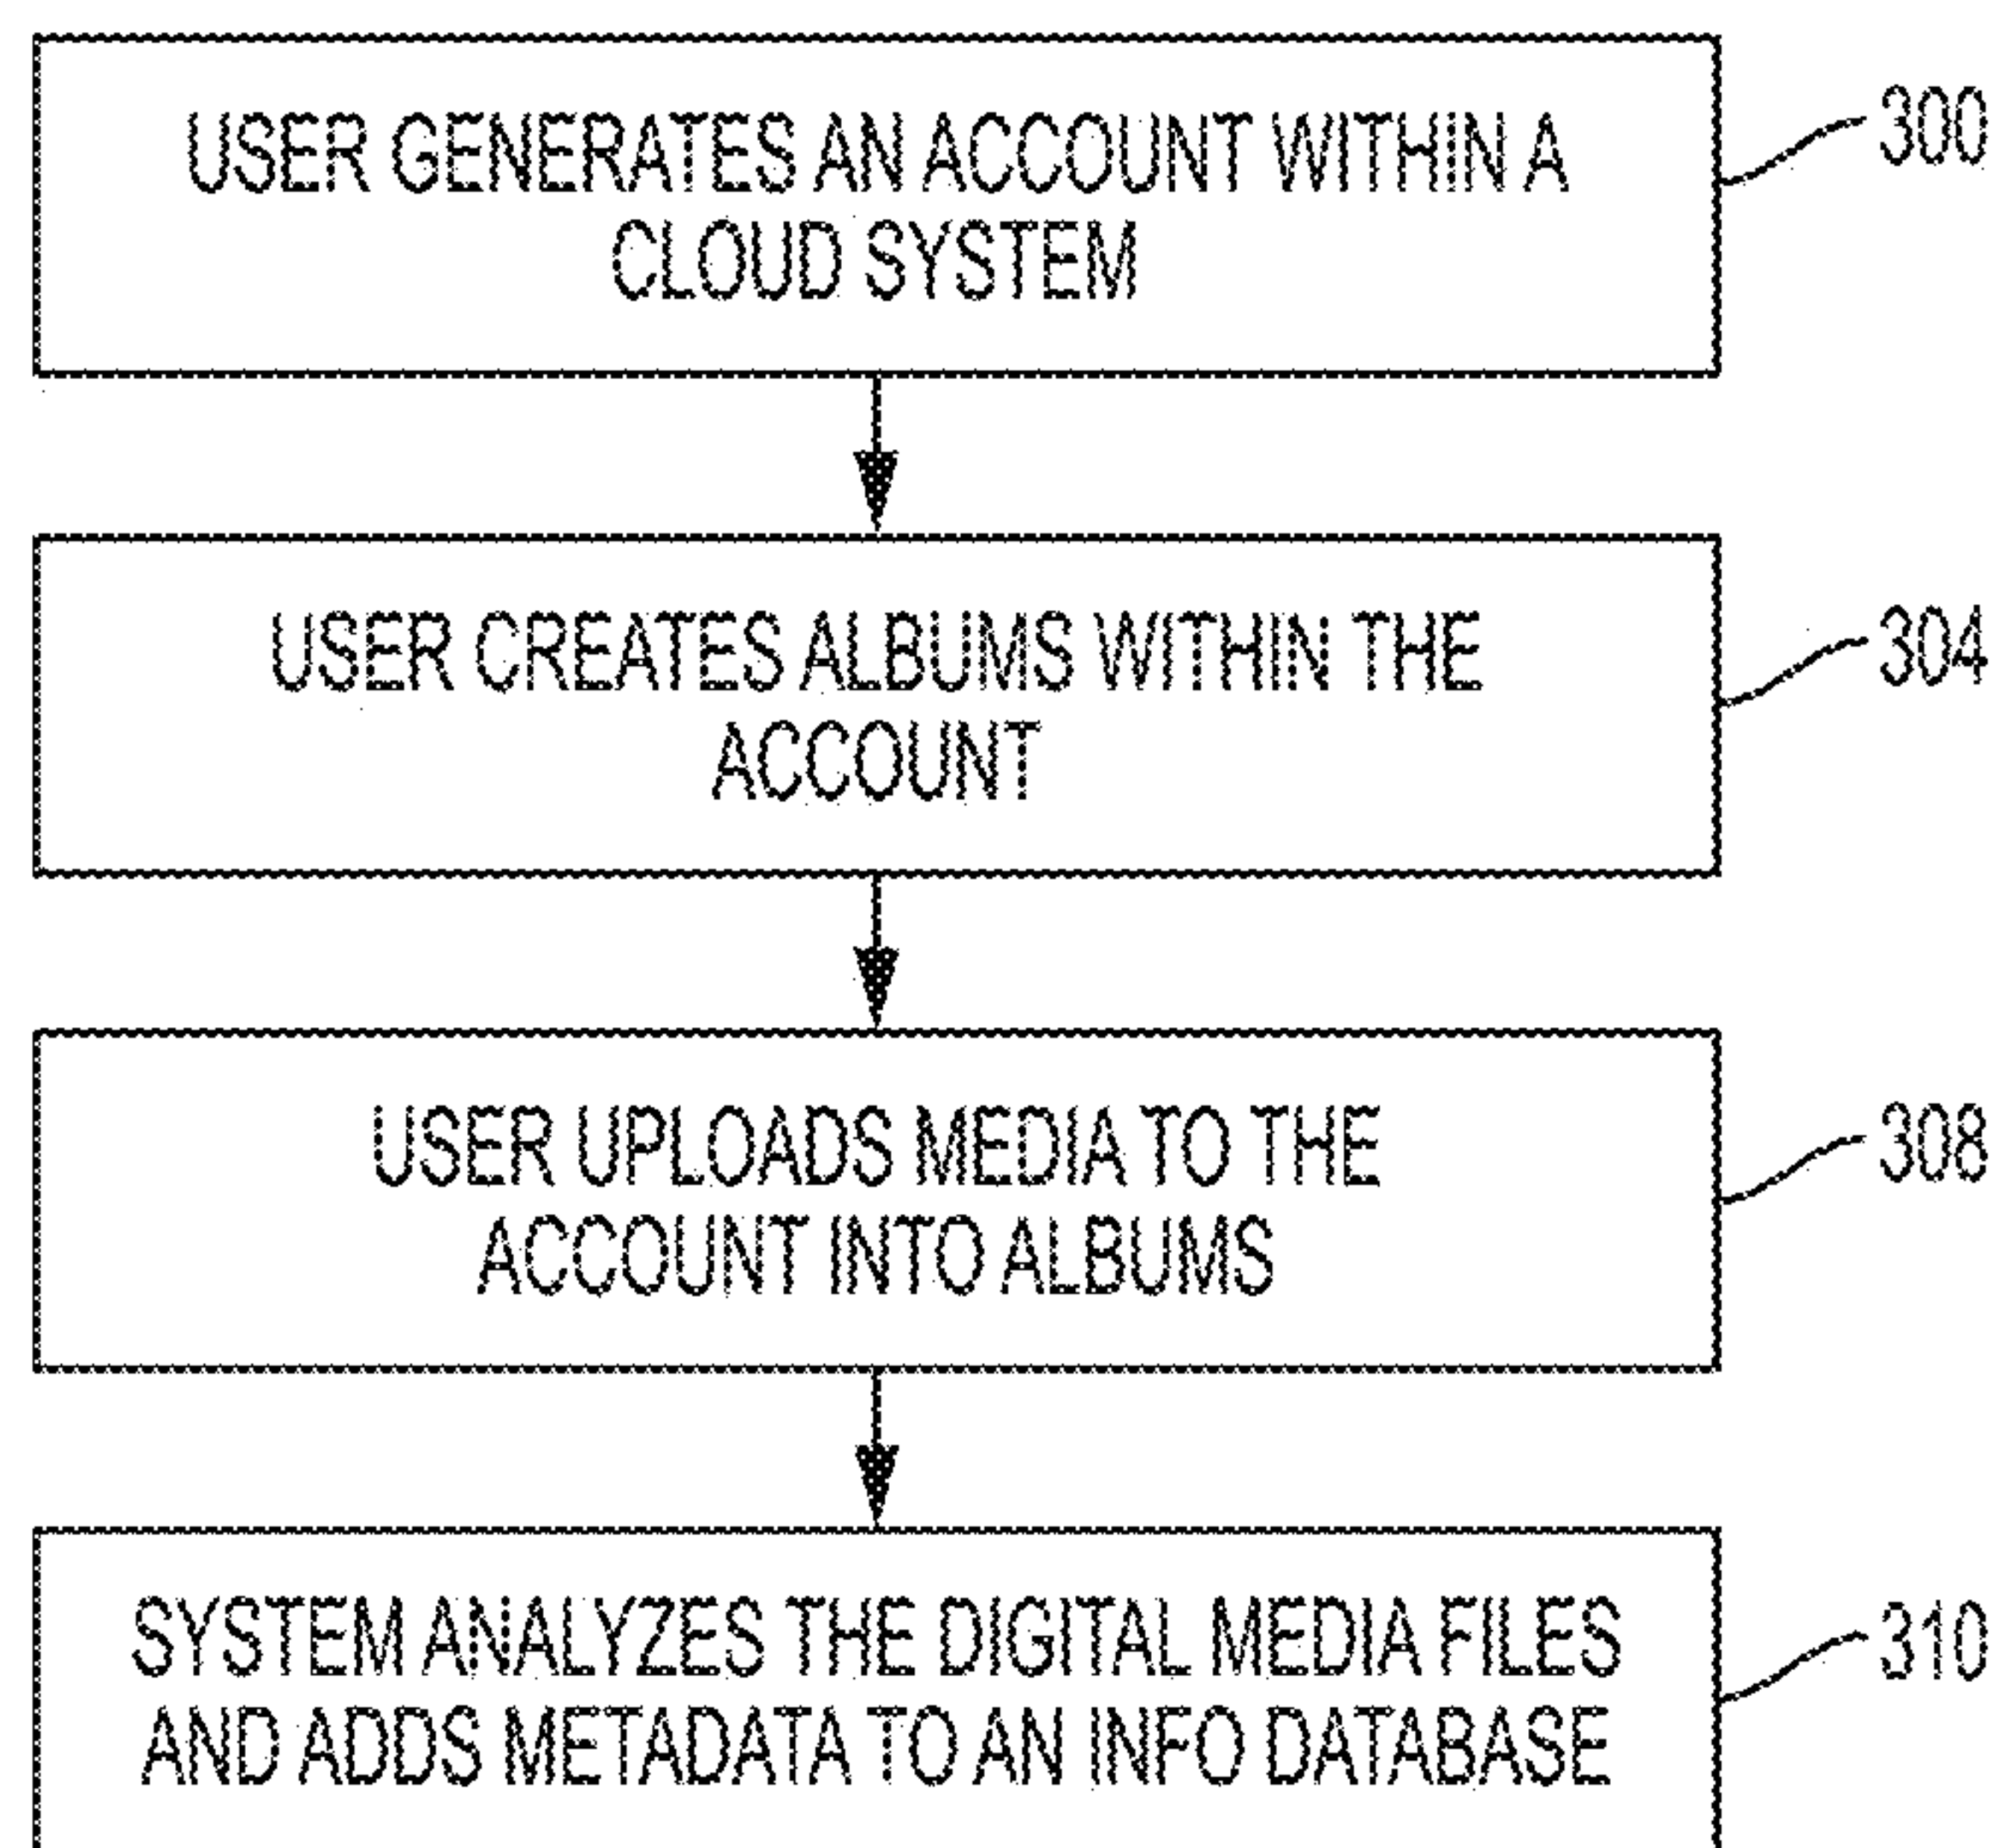 USER GENERATES AN ACCOUNT WITHIN A
CLOUD SYSTEM
300
USER CREATES ALBUMS WITHIN THE
ACCOUNT
304
USER UPLOADS MEDIA TO THE
ACCOUNT INTO ALBUMS
308
SYSTEM ANALYZES THE DIGITAL MEDIA FILES
AND ADDS METADATA TO AN INFO DATABASE
310